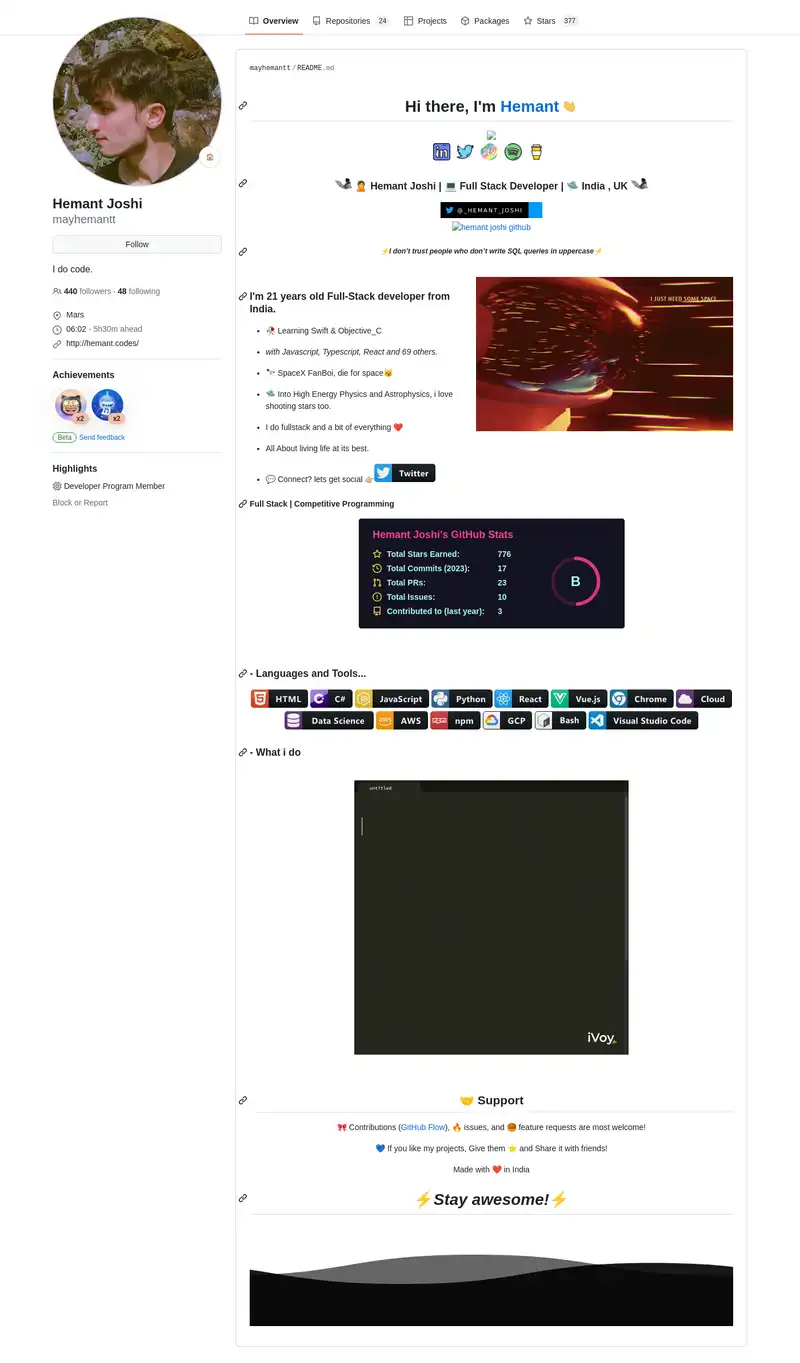 Overview Repositories 24 Projects Packages Stars 377
Hemant Joshi
mayhemantt
Follow
I do code.
440 followers · 48 following
Mars
06:02 - 5h30m ahead
http://hemant.codes/
Achievements
x2 x2
Beta Send feedback
Highlights
Developer Program Member
Block or Report
mayhemantt / README.md
Hi there, I'm Hemant 👋
🙎 Hemant Joshi | 💻 Full Stack Developer | 🛸 India , UK
@_HEMANT_JOSHI
hemant joshi github
⚡I don't trust people who don't write SQL queries in uppercase⚡
I'm 21 years old Full-Stack developer from
India.
🥀 Learning Swift & Objective_C
with Javascript, Typescript, React and 69 others.
🔭 SpaceX FanBoi, die for space😼
🛸 Into High Energy Physics and Astrophysics, i love
shooting stars too.
I do fullstack and a bit of everything ❤️
All About living life at its best.
💬 Connect? lets get social 👉🏼 Twitter
I JUST NEED SOME SPACE
Full Stack | Competitive Programming
Hemant Joshi's GitHub Stats
Total Stars Earned: 776
Total Commits (2023): 17
Total PRs: 23
Total Issues: 10
Contributed to (last year): 3
B
- Languages and Tools...
HTML C# JavaScript Python React Vue.js Chrome Cloud
Data Science AWS npm GCP Bash Visual Studio Code
- What i do
untitled
iVoy
🤝 Support
🎀 Contributions (GitHub Flow), 🔥 issues, and 🥮 feature requests are most welcome!
💙 If you like my projects, Give them ⭐ and Share it with friends!
Made with ❤️ in India
⚡Stay awesome!⚡